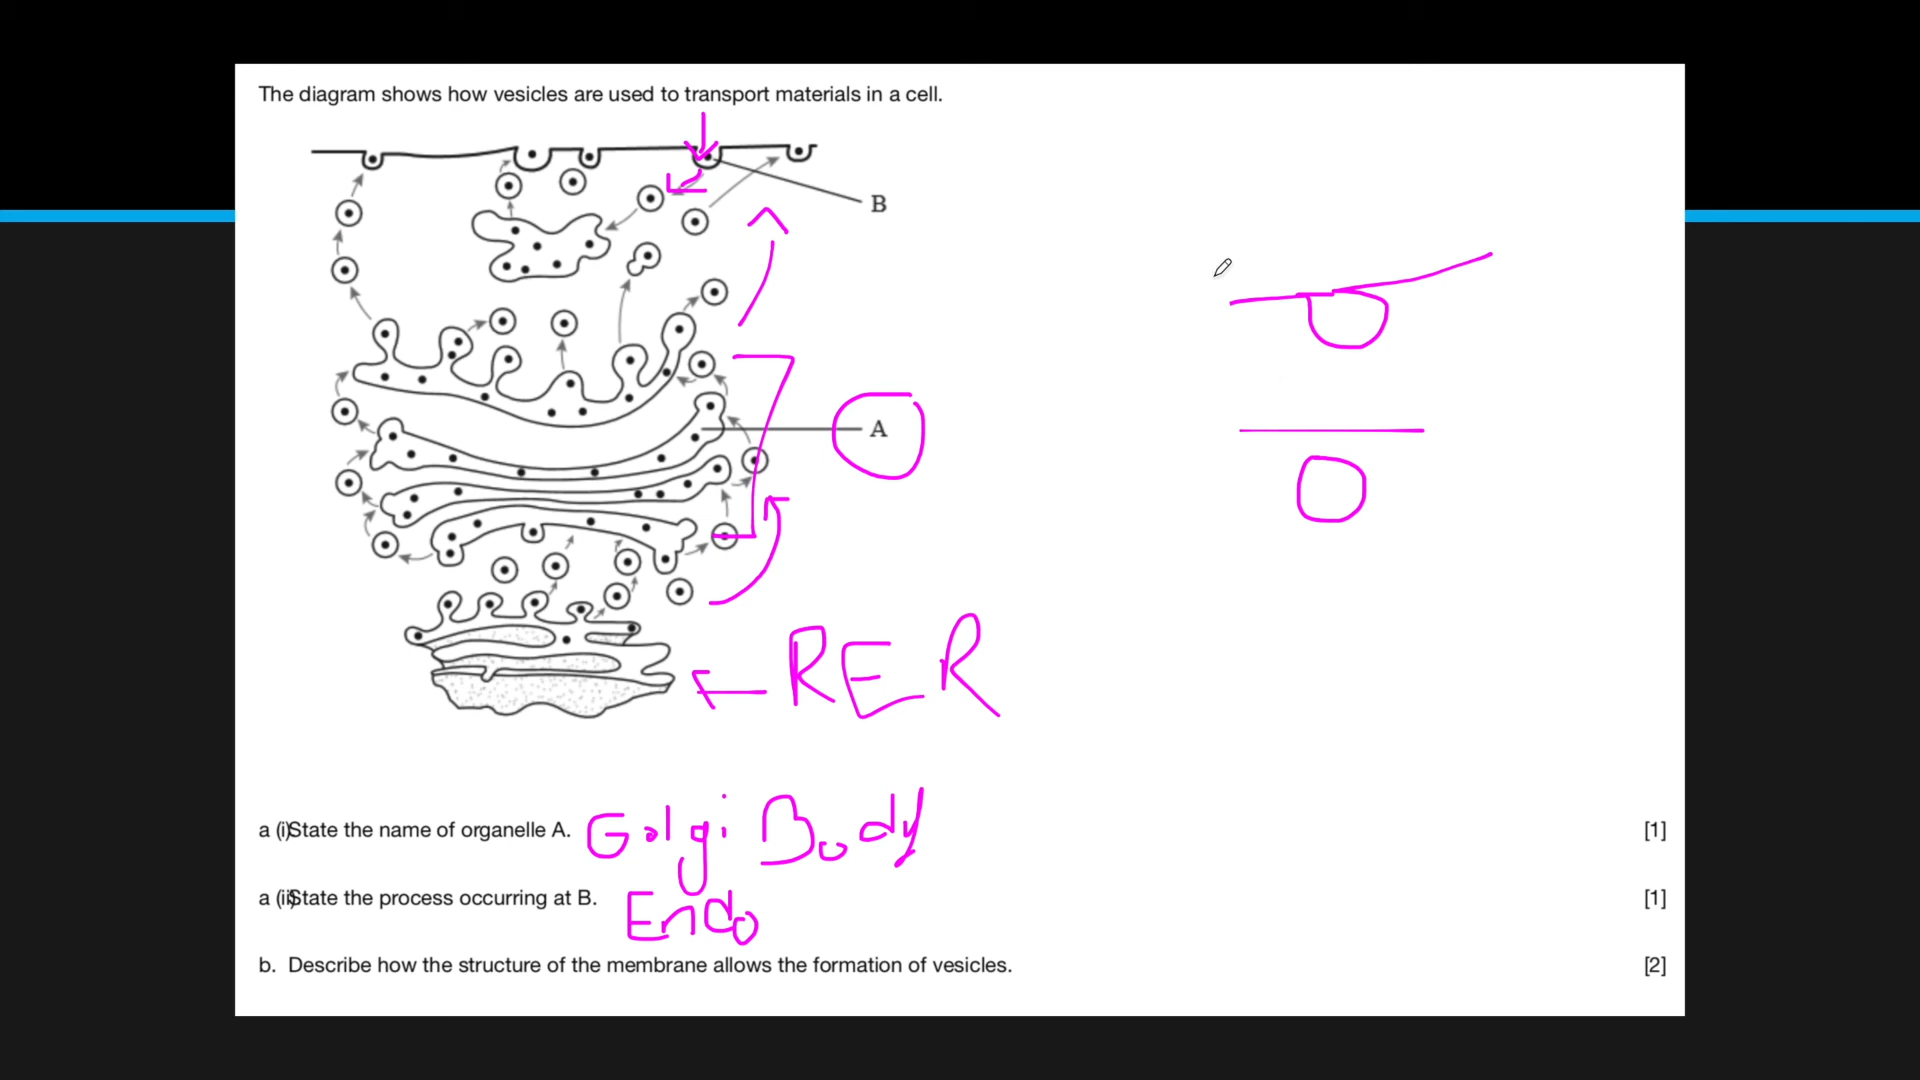 The diagram shows how vesicles are used to transport materials in a cell.
B
A
RER
a (i)State the name of organelle A. Golgi Body [1]
a (ii)State the process occurring at B. Endo [1]
b. Describe how the structure of the membrane allows the formation of vesicles. [2]